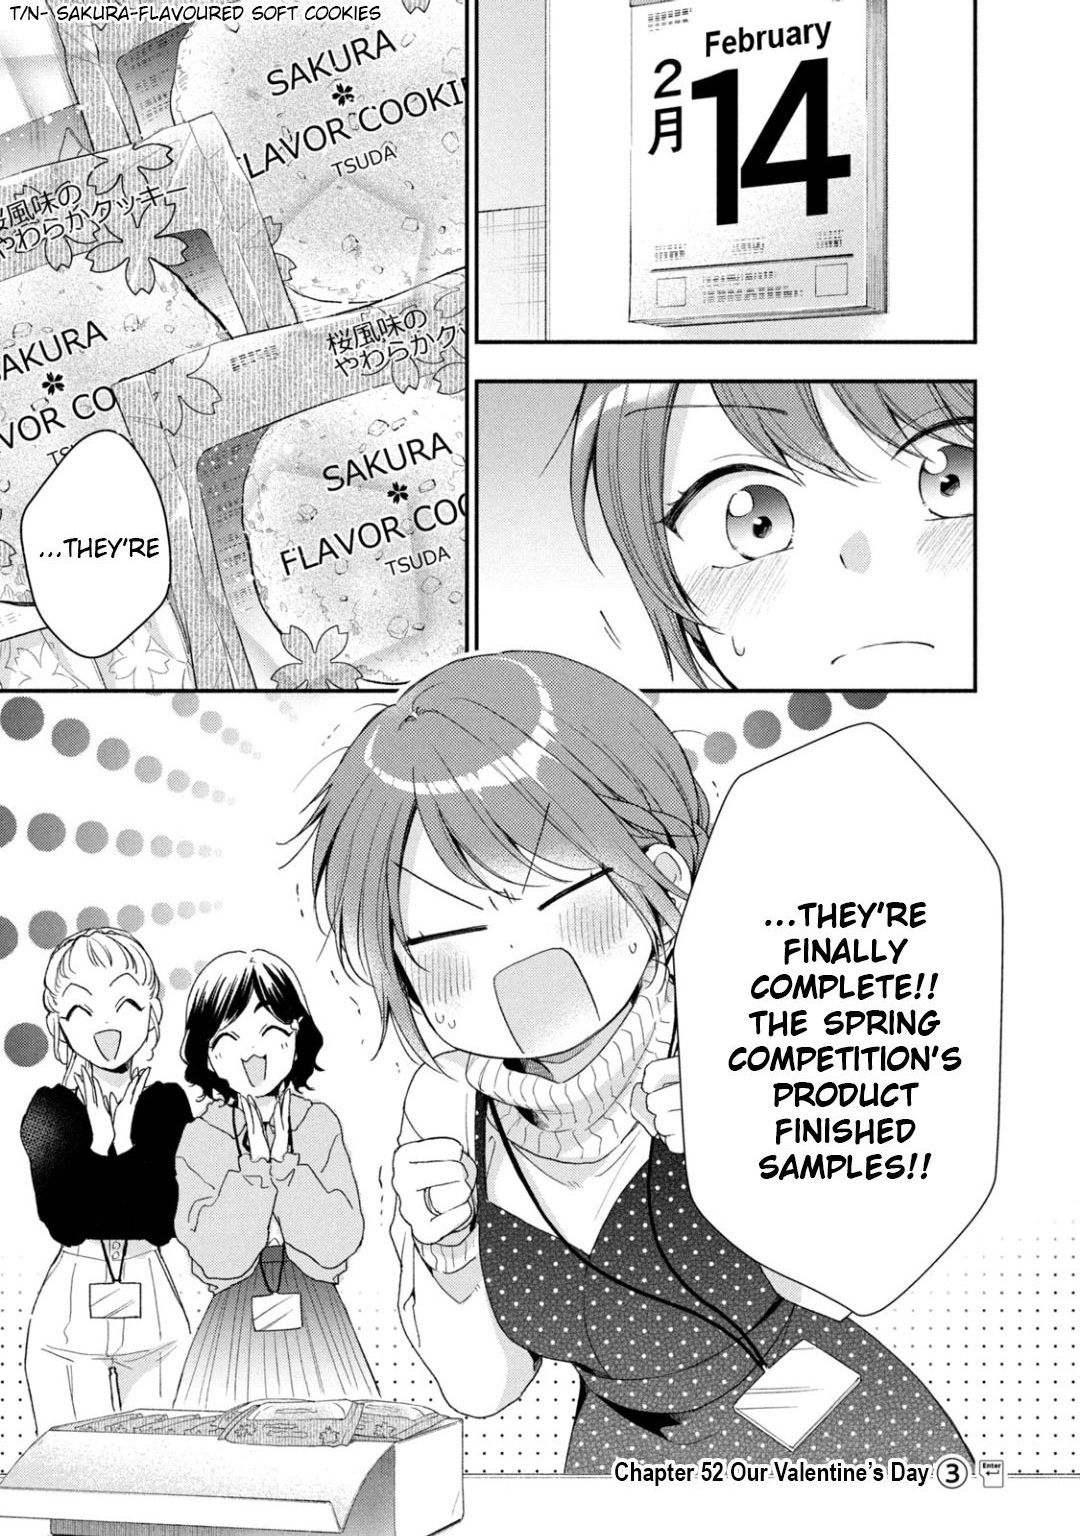 T/N- SAKURA-FLAVOURED SOFT COOKIES
February
2月
14
SAKURA
FLAVOR COOKI
TSUDA
桜風味の
やわらかクッキー
SAKURA
VOR CO
桜風味の
やわらかクッ
SAKURA
FLAVOR COO
TSUDA
...THEY'RE
...THEY'RE
FINALLY
COMPLETE!!
THE SPRING
COMPETITION'S
PRODUCT
FINISHED
SAMPLES!!
Chapter 52 Our Valentine's Day ③
Enter